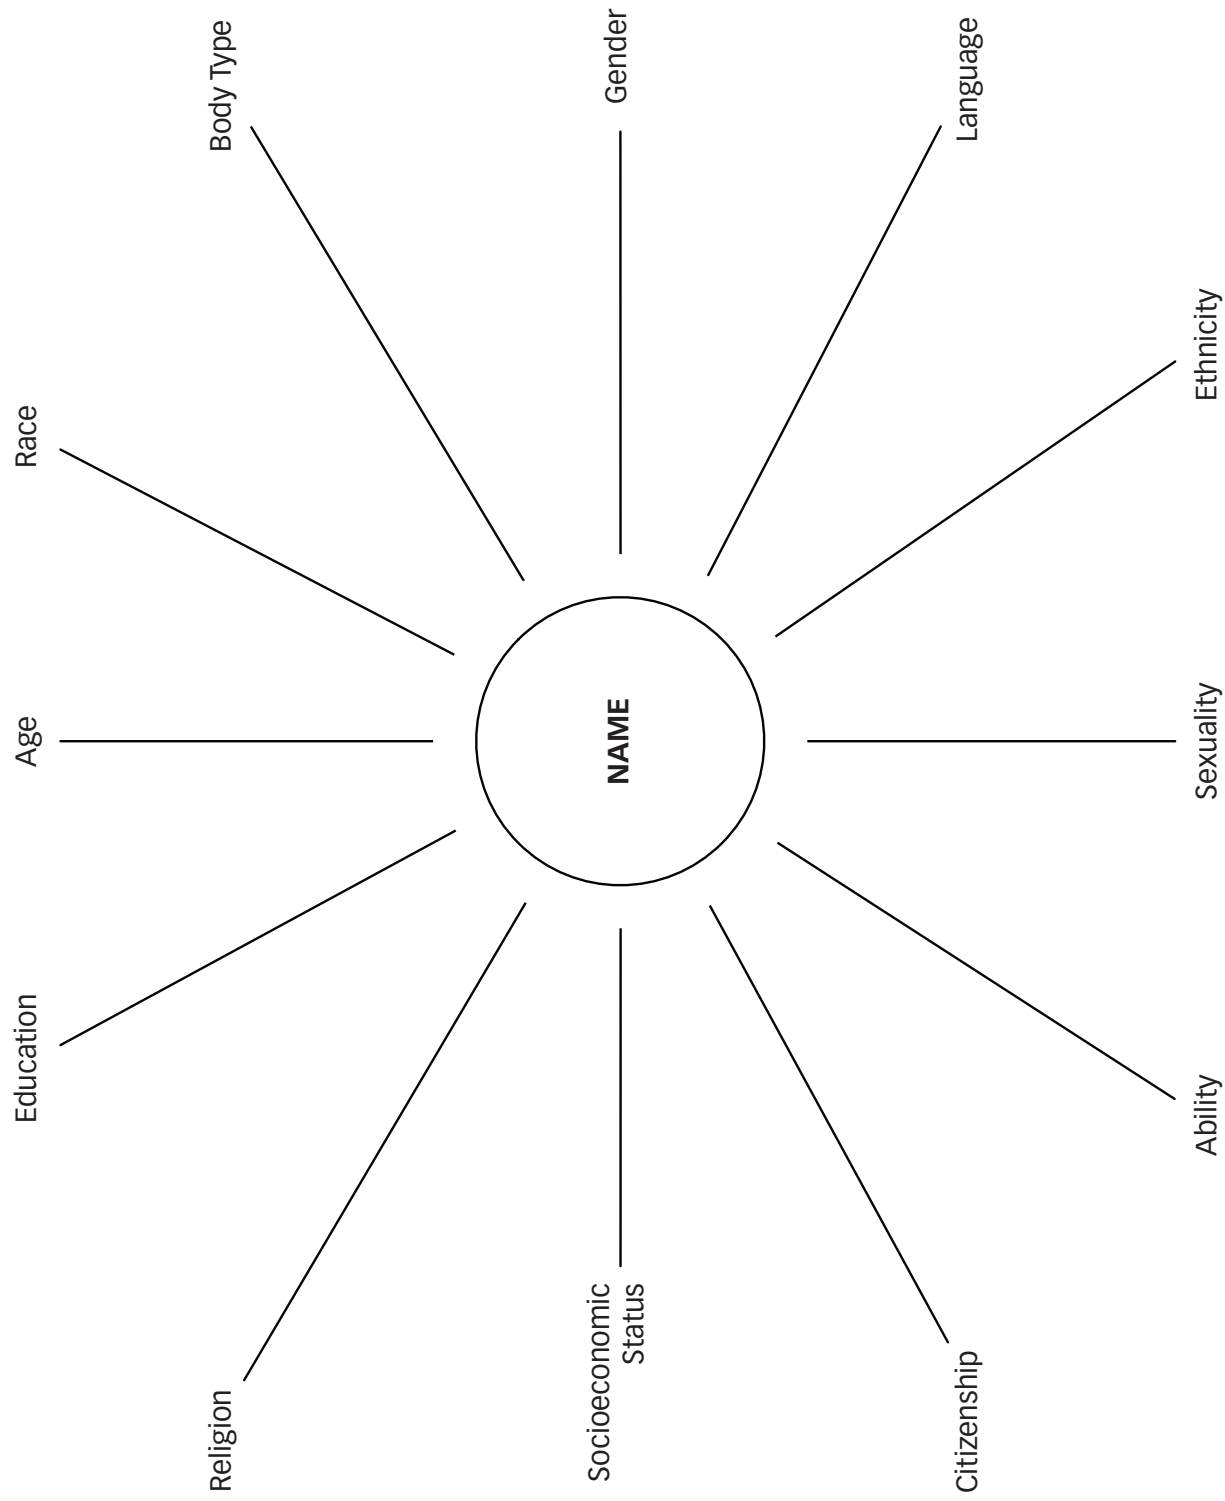 Education
Age
Race
Religion
Body Type
Socioeconomic
Status
NAME
Gender
Citizenship
Language
Ability
Sexuality
Ethnicity